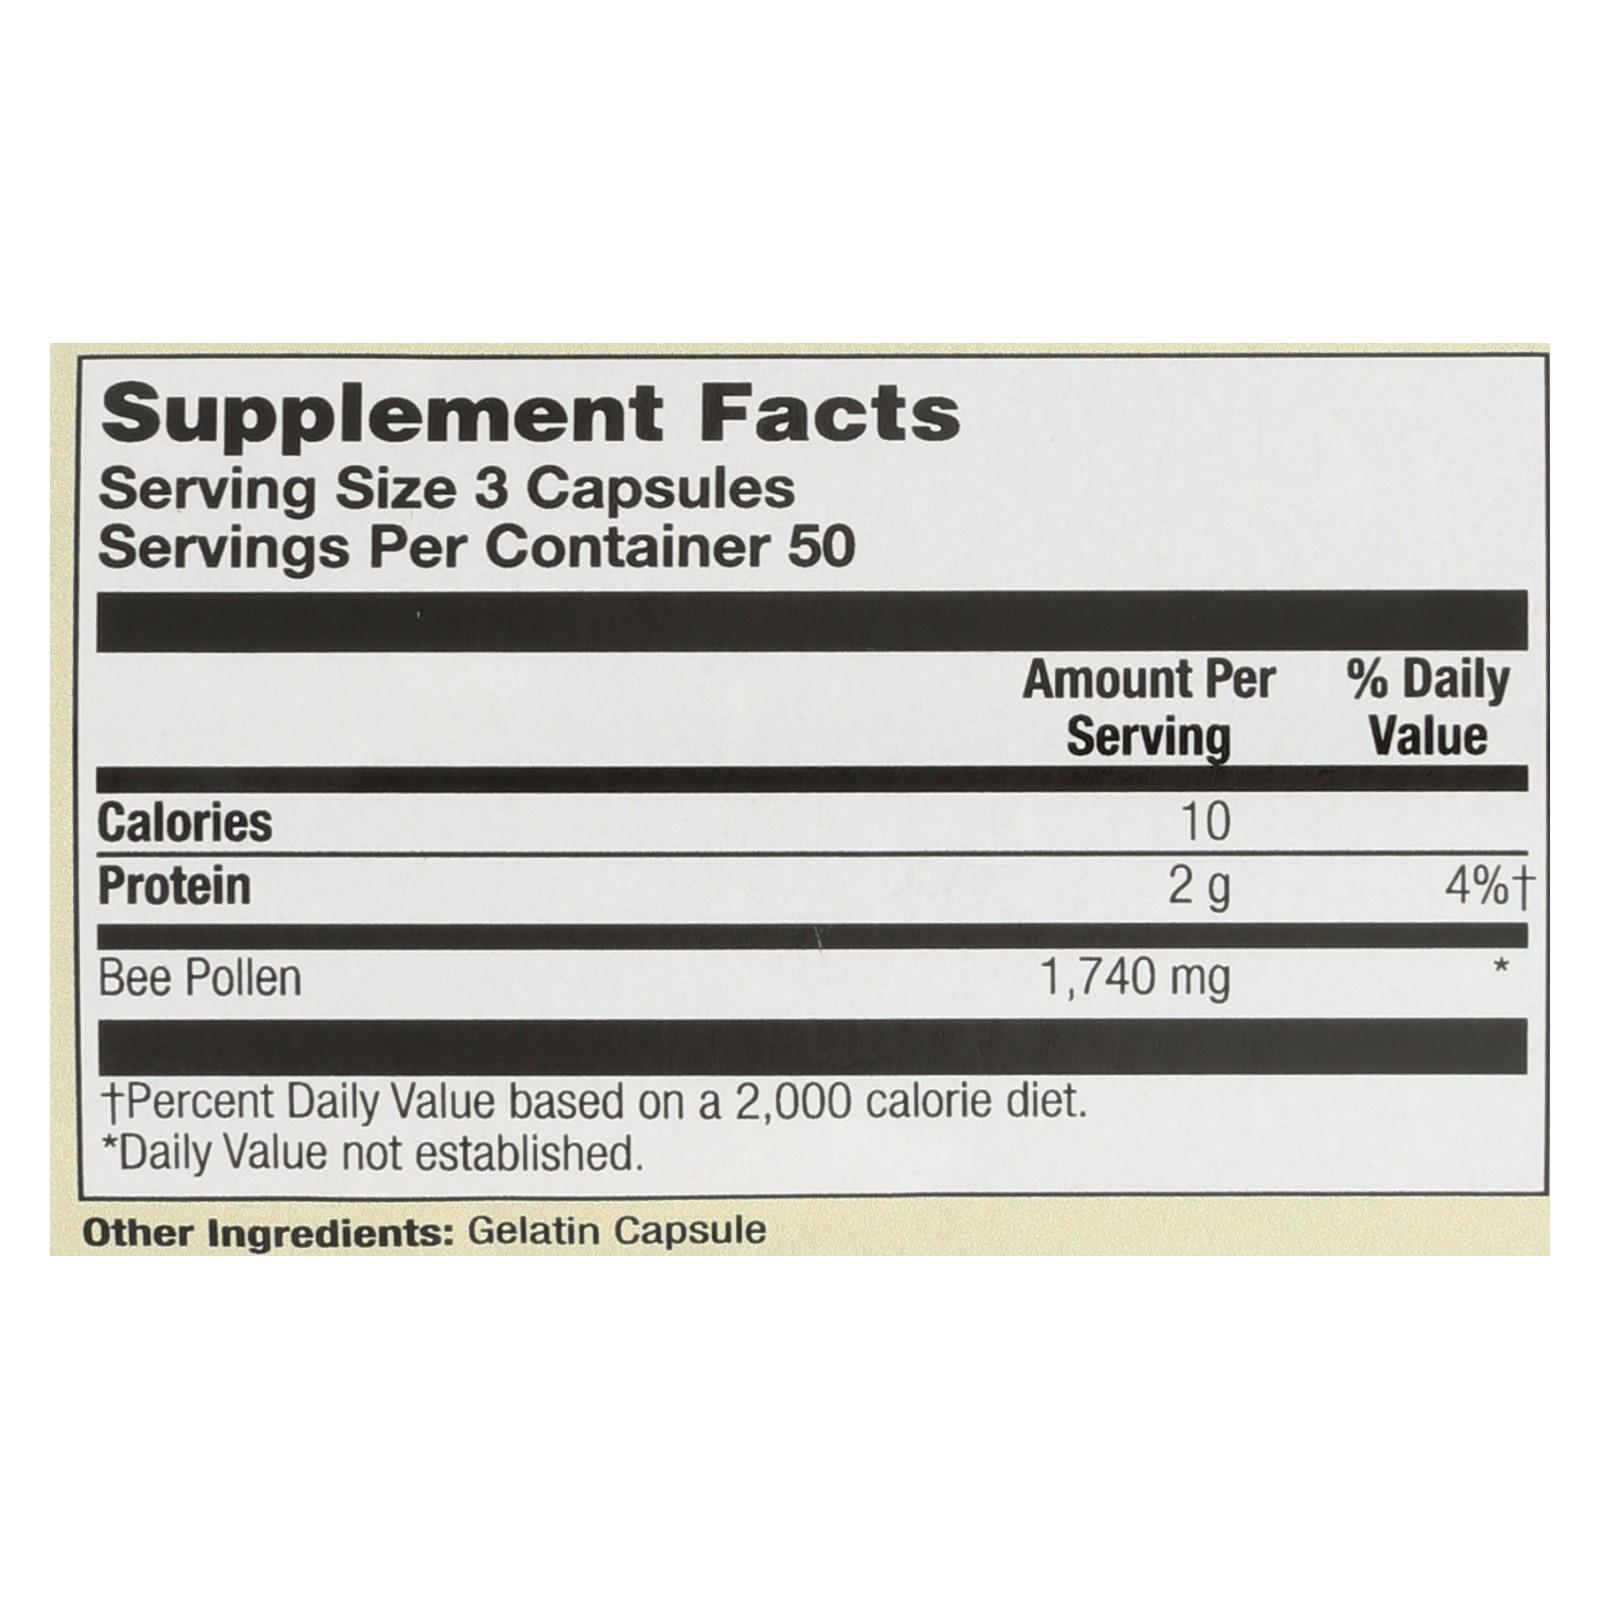 Supplement Facts
Serving Size 3 Capsules
Servings Per Container 50
Amount Per Serving % Daily Value
Calories 10
Protein 2 g 4%†
Bee Pollen 1,740 mg *
†Percent Daily Value based on a 2,000 calorie diet.
*Daily Value not established.
Other Ingredients: Gelatin Capsule